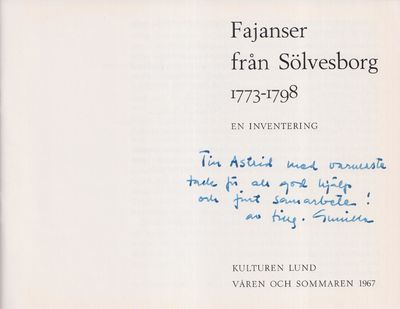 Fajanser
från Sölvesborg
1773-1798
EN INVENTERING
Till Astrid med varmaste
tack för all god hjälp
och fint samarbete!
av Gunilla
KULTUREN LUND
VÅREN OCH SOMMAREN 1967